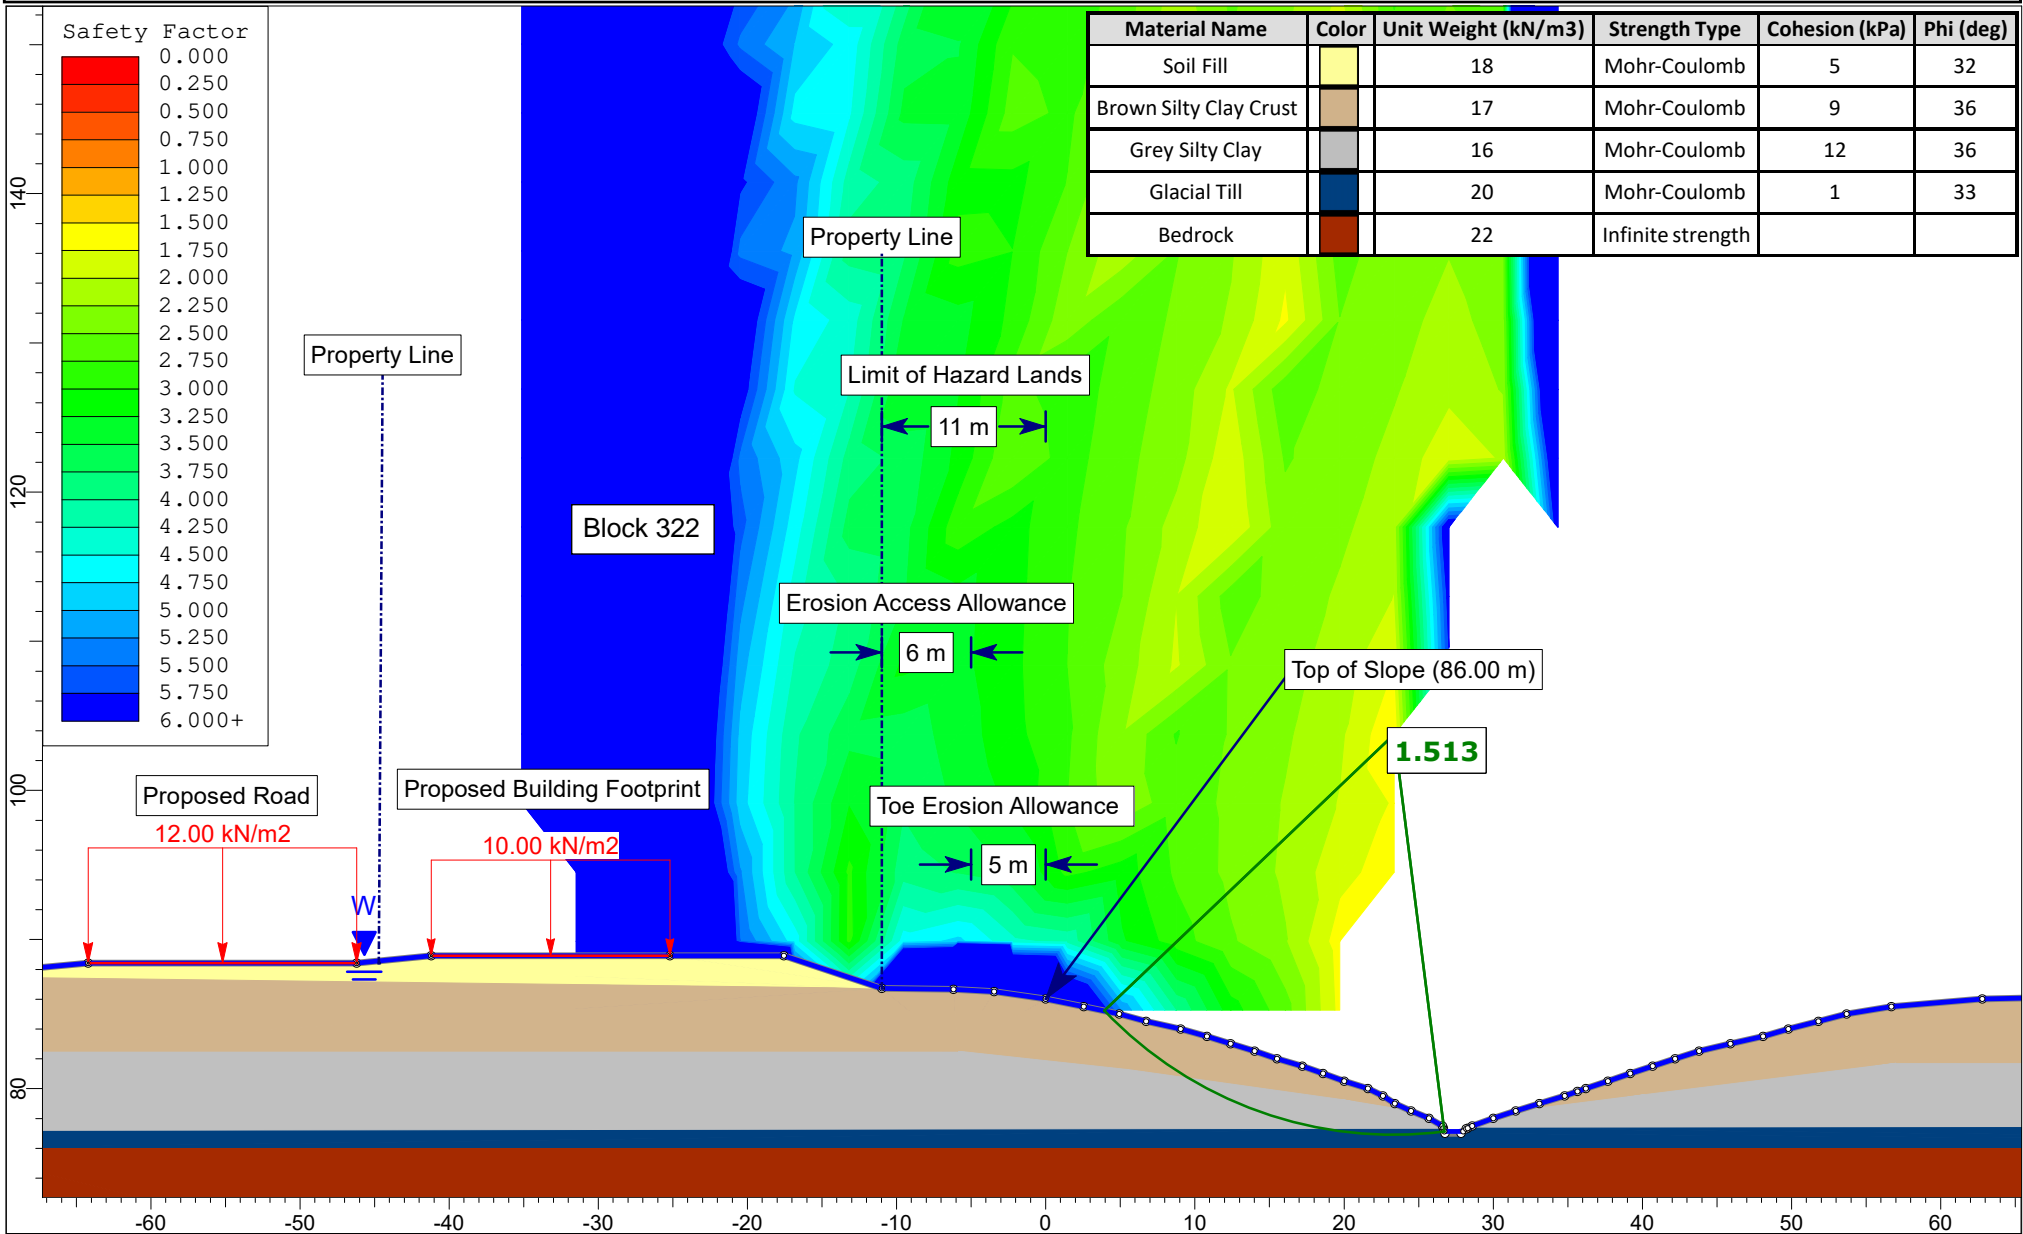 Safety Factor
0.000
0.250
0.500
0.750
1.000
1.250
1.500
1.750
2.000
2.250
2.500
2.750
3.000
3.250
3.500
3.750
4.000
4.250
4.500
4.750
5.000
5.250
5.500
5.750
6.000+
Material Name Color Unit Weight (kN/m3) Strength Type Cohesion (kPa) Phi (deg)
Soil Fill 18 Mohr-Coulomb 5 32
Brown Silty Clay Crust 17 Mohr-Coulomb 9 36
Grey Silty Clay 16 Mohr-Coulomb 12 36
Glacial Till 20 Mohr-Coulomb 1 33
Bedrock 22 Infinite strength
Property Line
Property Line
Limit of Hazard Lands
11 m
Block 322
Erosion Access Allowance
6 m
Top of Slope (86.00 m)
1.513
Proposed Road
12.00 kN/m2
Proposed Building Footprint
10.00 kN/m2
Toe Erosion Allowance
5 m
W
140
120
100
80
-60 -50 -40 -30 -20 -10 0 10 20 30 40 50 60